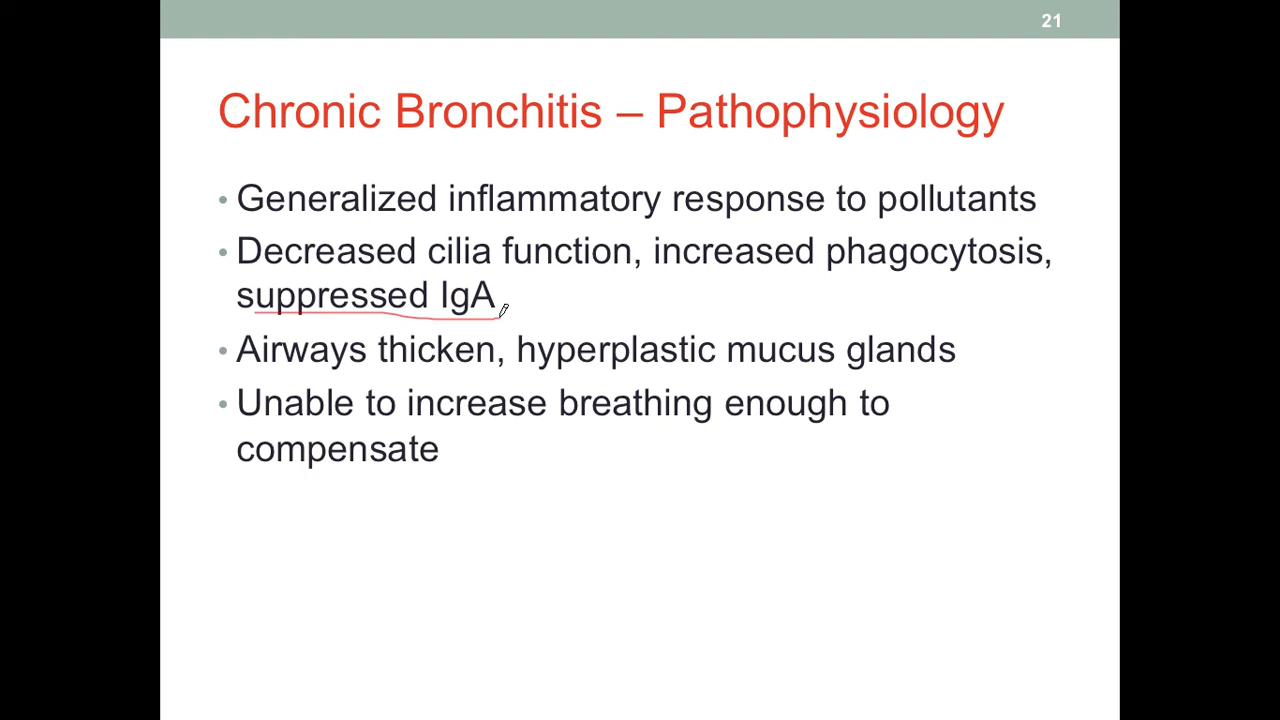 21
Chronic Bronchitis – Pathophysiology
• Generalized inflammatory response to pollutants
• Decreased cilia function, increased phagocytosis,
suppressed IgA
• Airways thicken, hyperplastic mucus glands
• Unable to increase breathing enough to
compensate